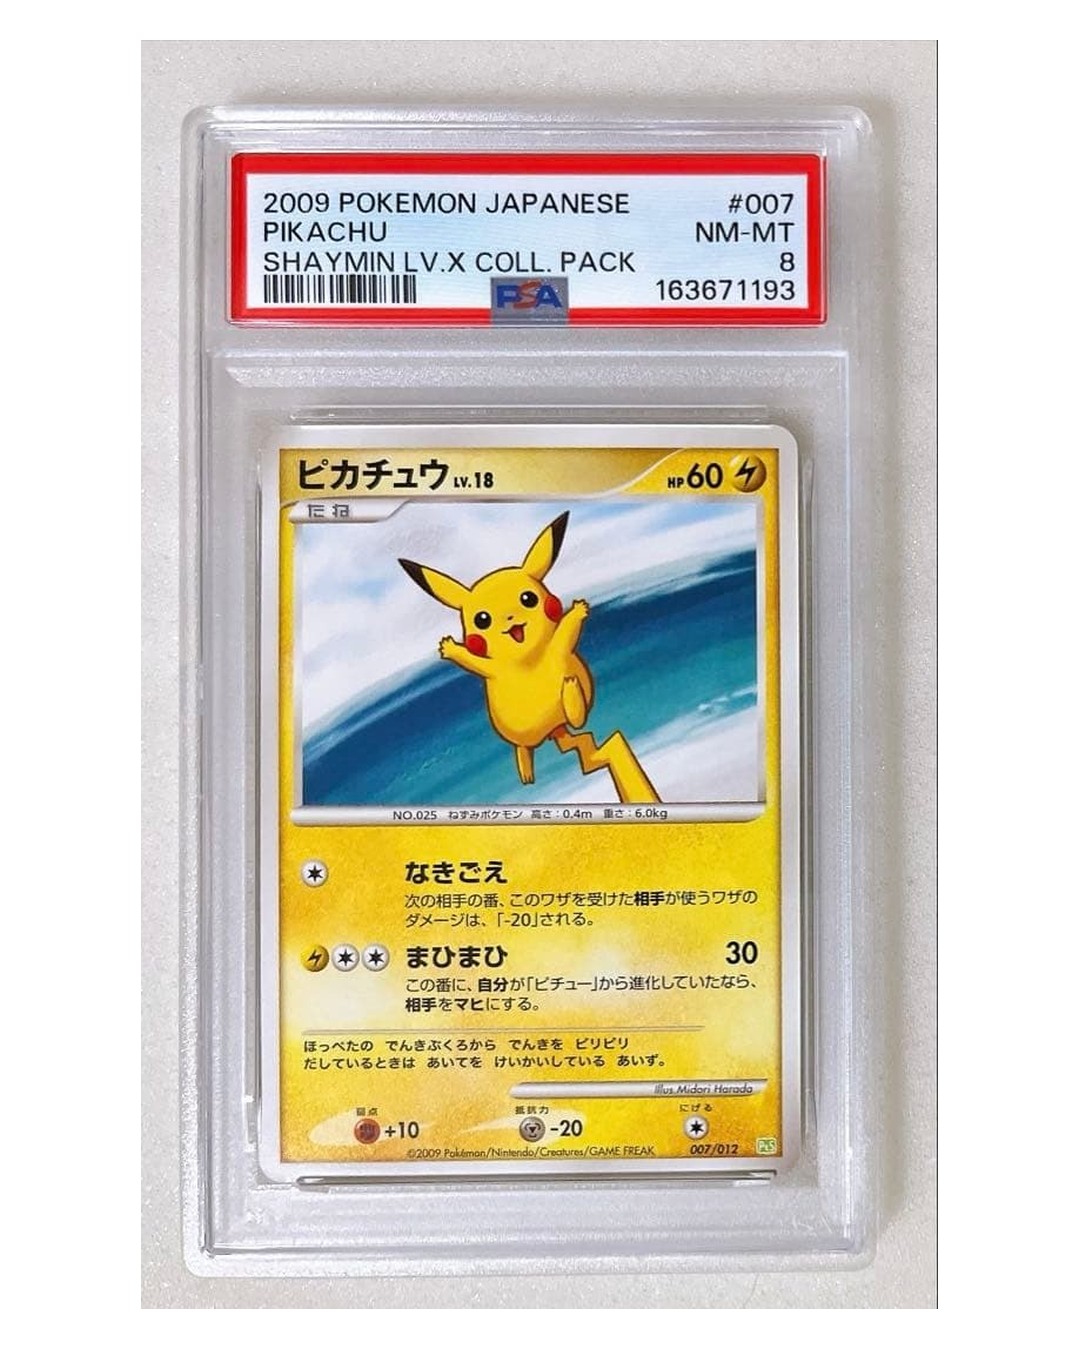 2009 POKEMON JAPANESE #007
PIKACHU NM-MT
SHAYMIN LV.X COLL. PACK 8
PSA 163671193
ピカチュウ LV.18 HP60
たね
NO.025 ねずみポケモン 高さ:0.4m 重さ:6.0kg
なきごえ
次の相手の番、このワザを受けた相手が使うワザの
ダメージは、「-20」される。
まひまひ 30
この番に、自分が「ピチュー」から進化していたなら、
相手をマヒにする。
ほっぺたの でんきぶくろから でんきを ピリピリ
だしているときは あいてを けいかいしている あいず。
Illus.Midori Harada
弱点 抵抗力 にげる
+10 -20
©2009 Pokémon/Nintendo/Creatures/GAME FREAK 007/012